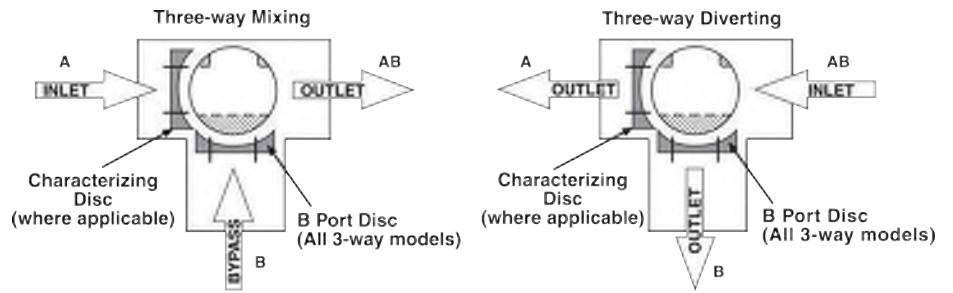 Three-way Mixing
A
INLET
AB
OUTLET
Characterizing
Disc
(where applicable)
BYPASS
B
B Port Disc
(All 3-way models)
Three-way Diverting
A
OUTLET
AB
INLET
Characterizing
Disc
(where applicable)
OUTLET
B
B Port Disc
(All 3-way models)